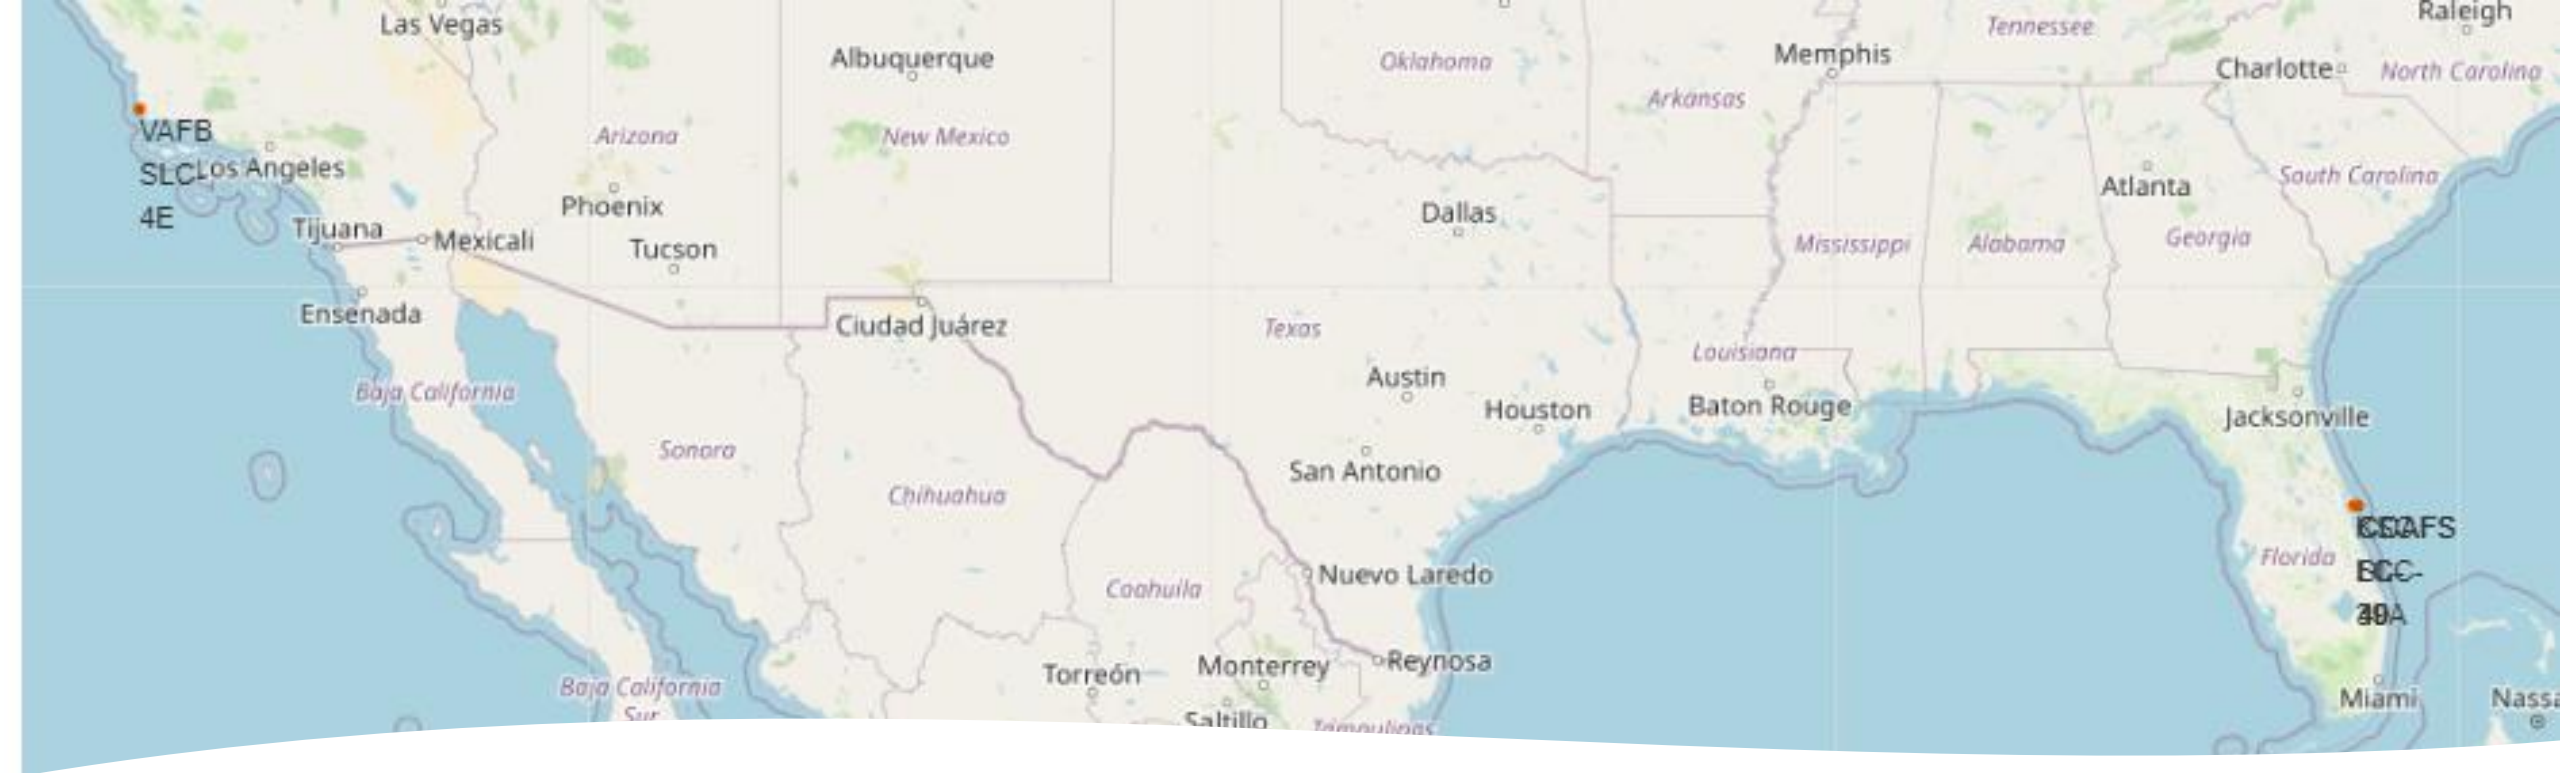 Las Vegas
Albuquerque
Oklahoma
Memphis
Tennessee
Raleigh
Charlotte
North Carolina
Arkansas
VAFB
SLC
4E
Los Angeles
Arizona
New Mexico
Phoenix
Tucson
Dallas
Atlanta
South Carolina
Tijuana
Mexicali
Mississippi
Alabama
Georgia
Ensenada
Ciudad Juárez
Texas
Louisiana
Baja California
Austin
Houston
Baton Rouge
Jacksonville
Sonora
San Antonio
Chihuahua
Florida
Coahuila
Nuevo Laredo
Torreón
Monterrey
Reynosa
Baja California
Sur
Saltillo
Tamaulipas
Miami
Nassa